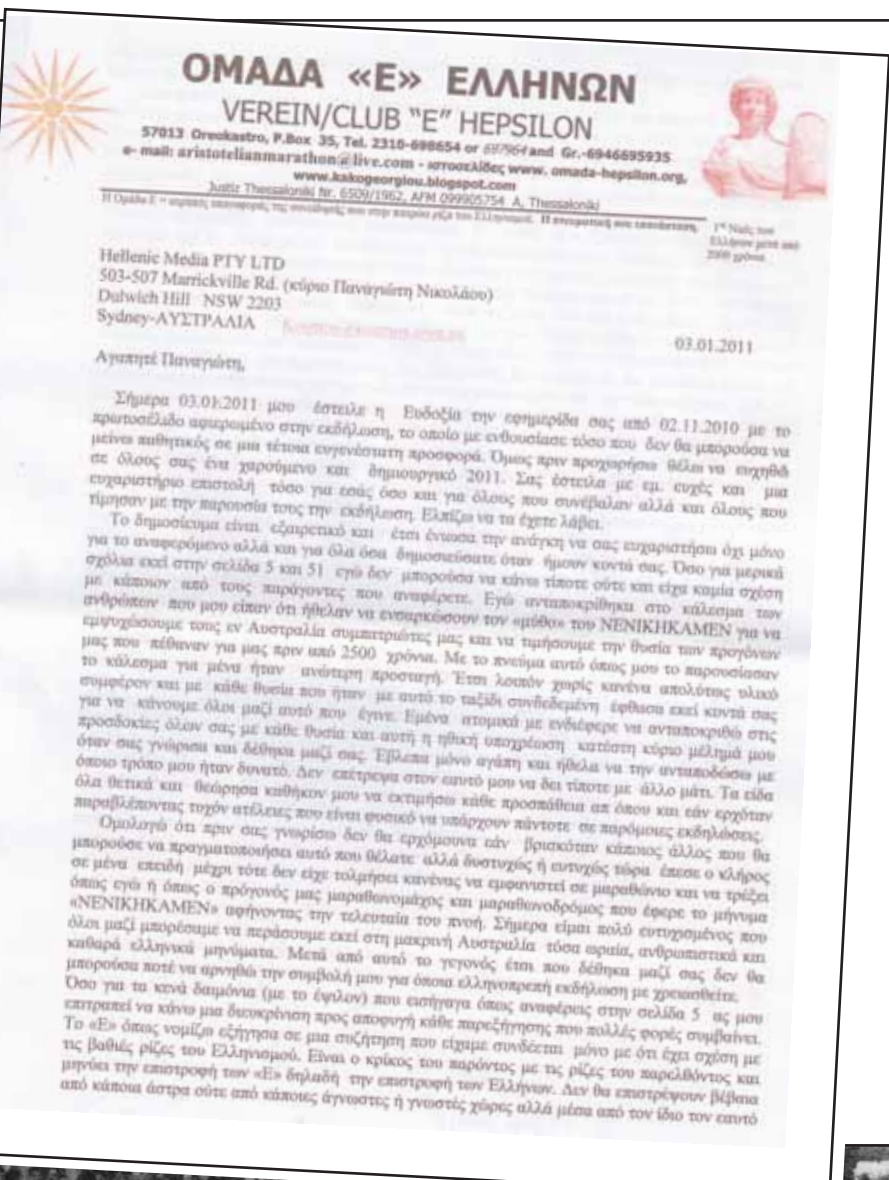 ΟΜΑΔΑ «Ε» ΕΛΛΗΝΩΝ
VEREIN/CLUB "E" HEPSILON
57013 Oreokastro, P.Box 35, Tel. 2310-698654 or 697964 and Gr.-6946695935
e- mail: aristotelianmarathon@live.com - ιστοσελίδες www. omada-hepsilon.org,
www.kakogeorgiou.blogspot.com
Justiz Thessaloniki Nr. 6509/1962, AFM 099905754 A, Thessaloniki
Η Ομάδα Ε = της επιστροφής, της συνείδησης που στην πατρώα ρίζα του Ελληνισμού. Η πνευματική του επανάσταση.
1ος Ναός των
Ελλήνων μετά από
2000 χρόνια
Hellenic Media PTY LTD
503-507 Marrickville Rd. (κύριο Παναγιώτη Νικολάου)
Dulwich Hill NSW 2203
Sydney-ΑΥΣΤΡΑΛΙΑ
03.01.2011
Αγαπητέ Παναγιώτη,
Σήμερα 03.01.2011 μου έστειλε η Ευδοξία την εφημερίδα σας από 02.11.2010 με το
πρωτοσέλιδο αφιερωμένο στην εκδήλωση, το οποίο με ενθουσίασε τόσο που δεν θα μπορούσα να
μείνω παθητικός σε μια τέτοια ευγενέστατη προσφορά. Όμως πριν προχωρήσω θέλω να ευχηθώ
σε όλους σας ένα χαρούμενο και δημιουργικό 2011. Σας έστειλα με εμ. ευχές και μια
ευχαριστήριο επιστολή τόσο για εσάς όσο και για όλους που συνέβαλαν αλλά και όλους που
τίμησαν με την παρουσία τους την εκδήλωση. Ελπίζω να τα έχετε λάβει.
Το δημοσίευμα είναι εξαιρετικό και έτσι ένιωσα την ανάγκη να σας ευχαριστήσω όχι μόνο
για το αναφερόμενο αλλά και για όλα όσα δημοσιεύσατε όταν ήμουν κοντά σας. Όσο για μερικά
σχόλια εκεί στην σελίδα 5 και 51 εγώ δεν μπορούσα να κάνω τίποτε ούτε και είχα καμία σχέση
με κάποιον από τους παράγοντες που αναφέρετε. Εγώ ανταποκρίθηκα στο κάλεσμα των
ανθρώπων που μου είπαν ότι ήθελαν να ενσαρκώσουν τον «μύθο» του ΝΕΝΙΚΗΚΑΜΕΝ για να
εμψυχώσουμε τους εν Αυστραλία συμπατριώτες μας και να τιμήσουμε την θυσία των προγόνων
μας που πέθαναν για μας πριν από 2500 χρόνια. Με το πνεύμα αυτό όπως μου το παρουσίασαν
το κάλεσμα για μένα ήταν ανώτερη προσταγή. Έτσι λοιπόν χωρίς κανένα απολύτως υλικό
συμφέρον και με κάθε θυσία που ήταν με αυτό το ταξίδι συνδεδεμένη έφθασα εκεί κοντά σας
για να κάνουμε όλοι μαζί αυτό που έγινε. Εμένα ατομικά με ενδιέφερε να ανταποκριθώ στις
προσδοκίες όλων σας με κάθε θυσία και αυτή η ηθική υποχρέωση κατέστη κύριο μέλημά μου
όταν σας γνώρισα και δέθηκα μαζί σας. Έβλεπα μόνο αγάπη και ήθελα να την ανταποδώσω με
όποιο τρόπο μου ήταν δυνατό. Δεν επέτρεψα στον εαυτό μου να δει τίποτε με άλλο μάτι. Τα είδα
όλα θετικά και θεώρησα καθήκον μου να εκτιμήσω κάθε προσπάθεια απ όπου και εάν ερχόταν
παραβλέποντας τυχόν ατέλειες που είναι φυσικό να υπάρχουν πάντοτε σε παρόμοιες εκδηλώσεις.
Ομολογώ ότι πριν σας γνωρίσω δεν θα ερχόμουνα εάν βρισκόταν κάποιος άλλος που θα
μπορούσε να πραγματοποιήσει αυτό που θέλατε αλλά δυστυχώς ή ευτυχώς τώρα έπεσε ο κλήρος
σε μένα επειδή μέχρι τότε δεν είχε τολμήσει κανένας να εμφανιστεί σε μαραθώνιο και να τρέξει
όπως εγώ ή όπως ο πρόγονός μας μαραθωνομάχος και μαραθωνοδρόμος που έφερε το μήνυμα
«ΝΕΝΙΚΗΚΑΜΕΝ» αφήνοντας την τελευταία του πνοή. Σήμερα είμαι πολύ ευτυχισμένος που
όλοι μαζί μπορέσαμε να περάσουμε εκεί στη μακρινή Αυστραλία τόσα ωραία, ανθρωπιστικά και
καθαρά ελληνικά μηνύματα. Μετά από αυτό το γεγονός έτσι που δέθηκα μαζί σας δεν θα
μπορούσα ποτέ να αρνηθώ την συμβολή μου για όποια ελληνοπρεπή εκδήλωση με χρειασθείτε.
Όσο για τα κενά δαιμόνια (με το έψιλον) που εισήγαγα όπως αναφέρεις στην σελίδα 5 ας μου
επιτραπεί να κάνω μια διευκρίνιση προς αποφυγή κάθε παρεξήγησης που πολλές φορές συμβαίνει.
Το «Ε» όπως νομίζω εξήγησα σε μια συζήτηση που είχαμε συνδέεται μόνο με ότι έχει σχέση με
τις βαθιές ρίζες του Ελληνισμού. Είναι ο κρίκος του παρόντος με τις ρίζες του παρελθόντος και
μηνύει την επιστροφή των «Ε» δηλαδή την επιστροφή των Ελλήνων. Δεν θα επιστρέψουν βέβαια
από κάποια άστρα ούτε από κάποιες άγνωστες ή γνωστές χώρες αλλά μέσα από τον ίδιο τον εαυτό